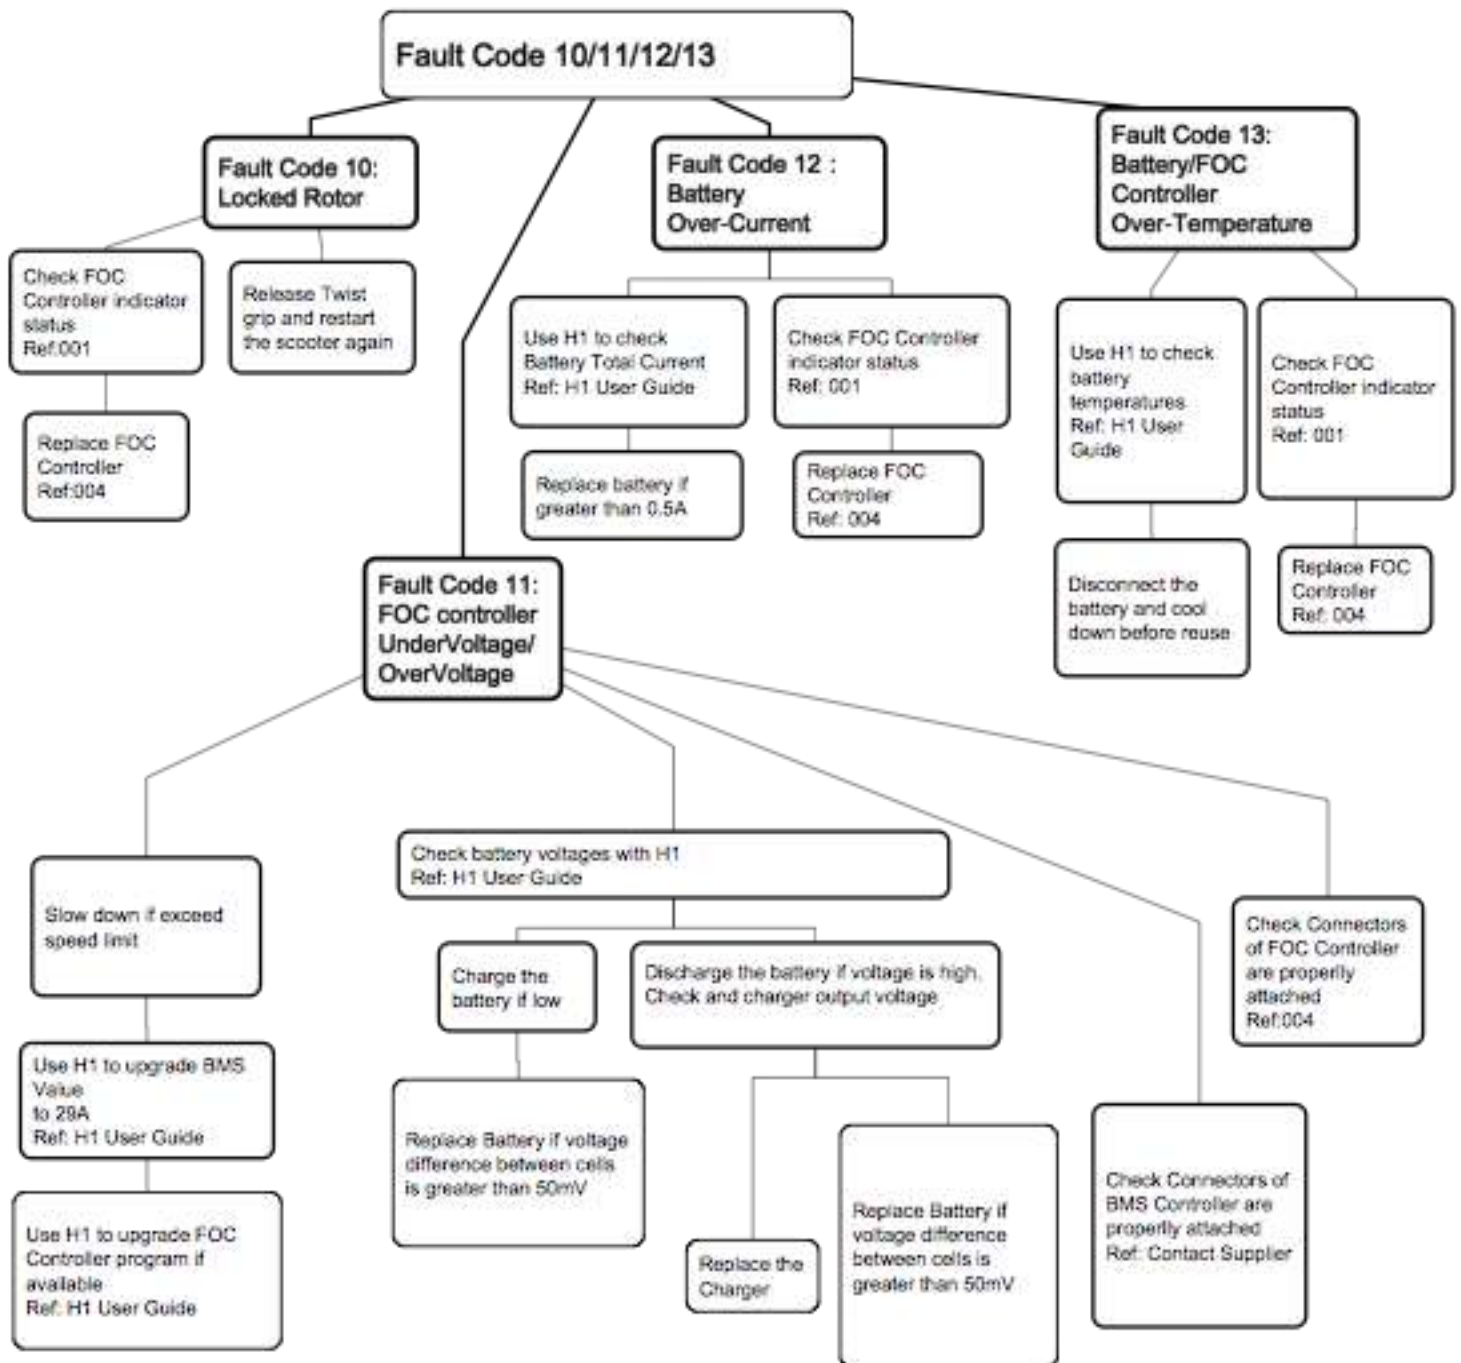 Fault Code 10/11/12/13
Fault Code 10:
Locked Rotor
Check FOC
Controller indicator
status
Ref:001
Replace FOC
Controller
Ref:004
Release Twist
grip and restart
the scooter again
Fault Code 12 :
Battery
Over-Current
Use H1 to check
Battery Total Current
Ref: H1 User Guide
Replace battery if
greater than 0.5A
Check FOC Controller
indicator status
Ref: 001
Replace FOC
Controller
Ref: 004
Fault Code 13:
Battery/FOC
Controller
Over-Temperature
Use H1 to check
battery
temperatures
Ref: H1 User
Guide
Disconnect the
battery and cool
down before reuse
Check FOC
Controller indicator
status
Ref: 001
Replace FOC
Controller
Ref: 004
Fault Code 11:
FOC controller
UnderVoltage/
OverVoltage
Slow down if exceed
speed limit
Use H1 to upgrade BMS
Value
to 29A
Ref: H1 User Guide
Use H1 to upgrade FOC
Controller program if
available
Ref: H1 User Guide
Check battery voltages with H1
Ref: H1 User Guide
Charge the
battery if low
Replace Battery if voltage
difference between cells
is greater than 50mV
Discharge the battery if voltage is high,
Check and charger output voltage
Replace the
Charger
Replace Battery if
voltage difference
between cells is
greater than 50mV
Check Connectors of
BMS Controller are
properlly attached
Ref: Contact Supplier
Check Connectors
of FOC Controller
are properlly
attached
Ref:004